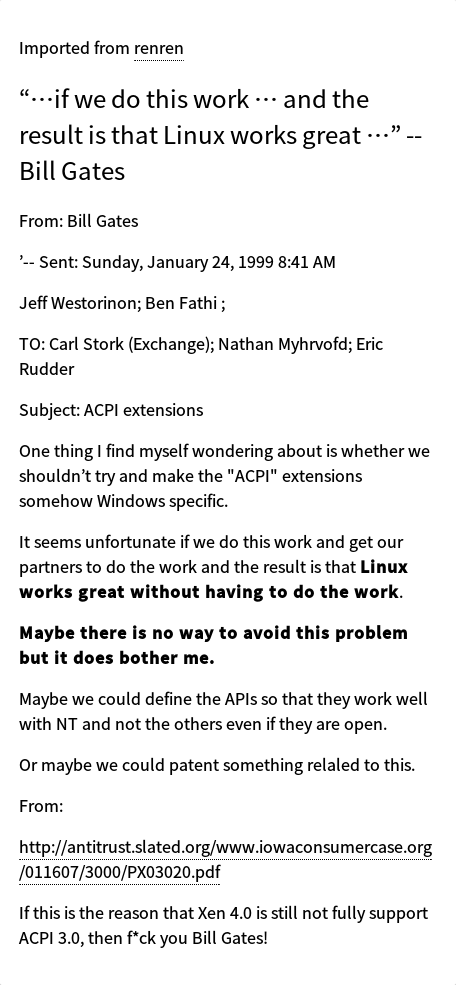 Imported from renren
“⋯if we do this work ⋯ and the
result is that Linux works great ⋯” --
Bill Gates
From: Bill Gates
’-- Sent: Sunday, January 24, 1999 8:41 AM
Jeff Westorinon; Ben Fathi ;
TO: Carl Stork (Exchange); Nathan Myhrvofd; Eric
Rudder
Subject: ACPI extensions
One thing I find myself wondering about is whether we
shouldn’t try and make the "ACPI" extensions
somehow Windows specific.
It seems unfortunate if we do this work and get our
partners to do the work and the result is that Linux
works great without having to do the work.
Maybe there is no way to avoid this problem
but it does bother me.
Maybe we could define the APIs so that they work well
with NT and not the others even if they are open.
Or maybe we could patent something relaled to this.
From:
http://antitrust.slated.org/www.iowaconsumercase.org
/011607/3000/PX03020.pdf
If this is the reason that Xen 4.0 is still not fully support
ACPI 3.0, then f*ck you Bill Gates!